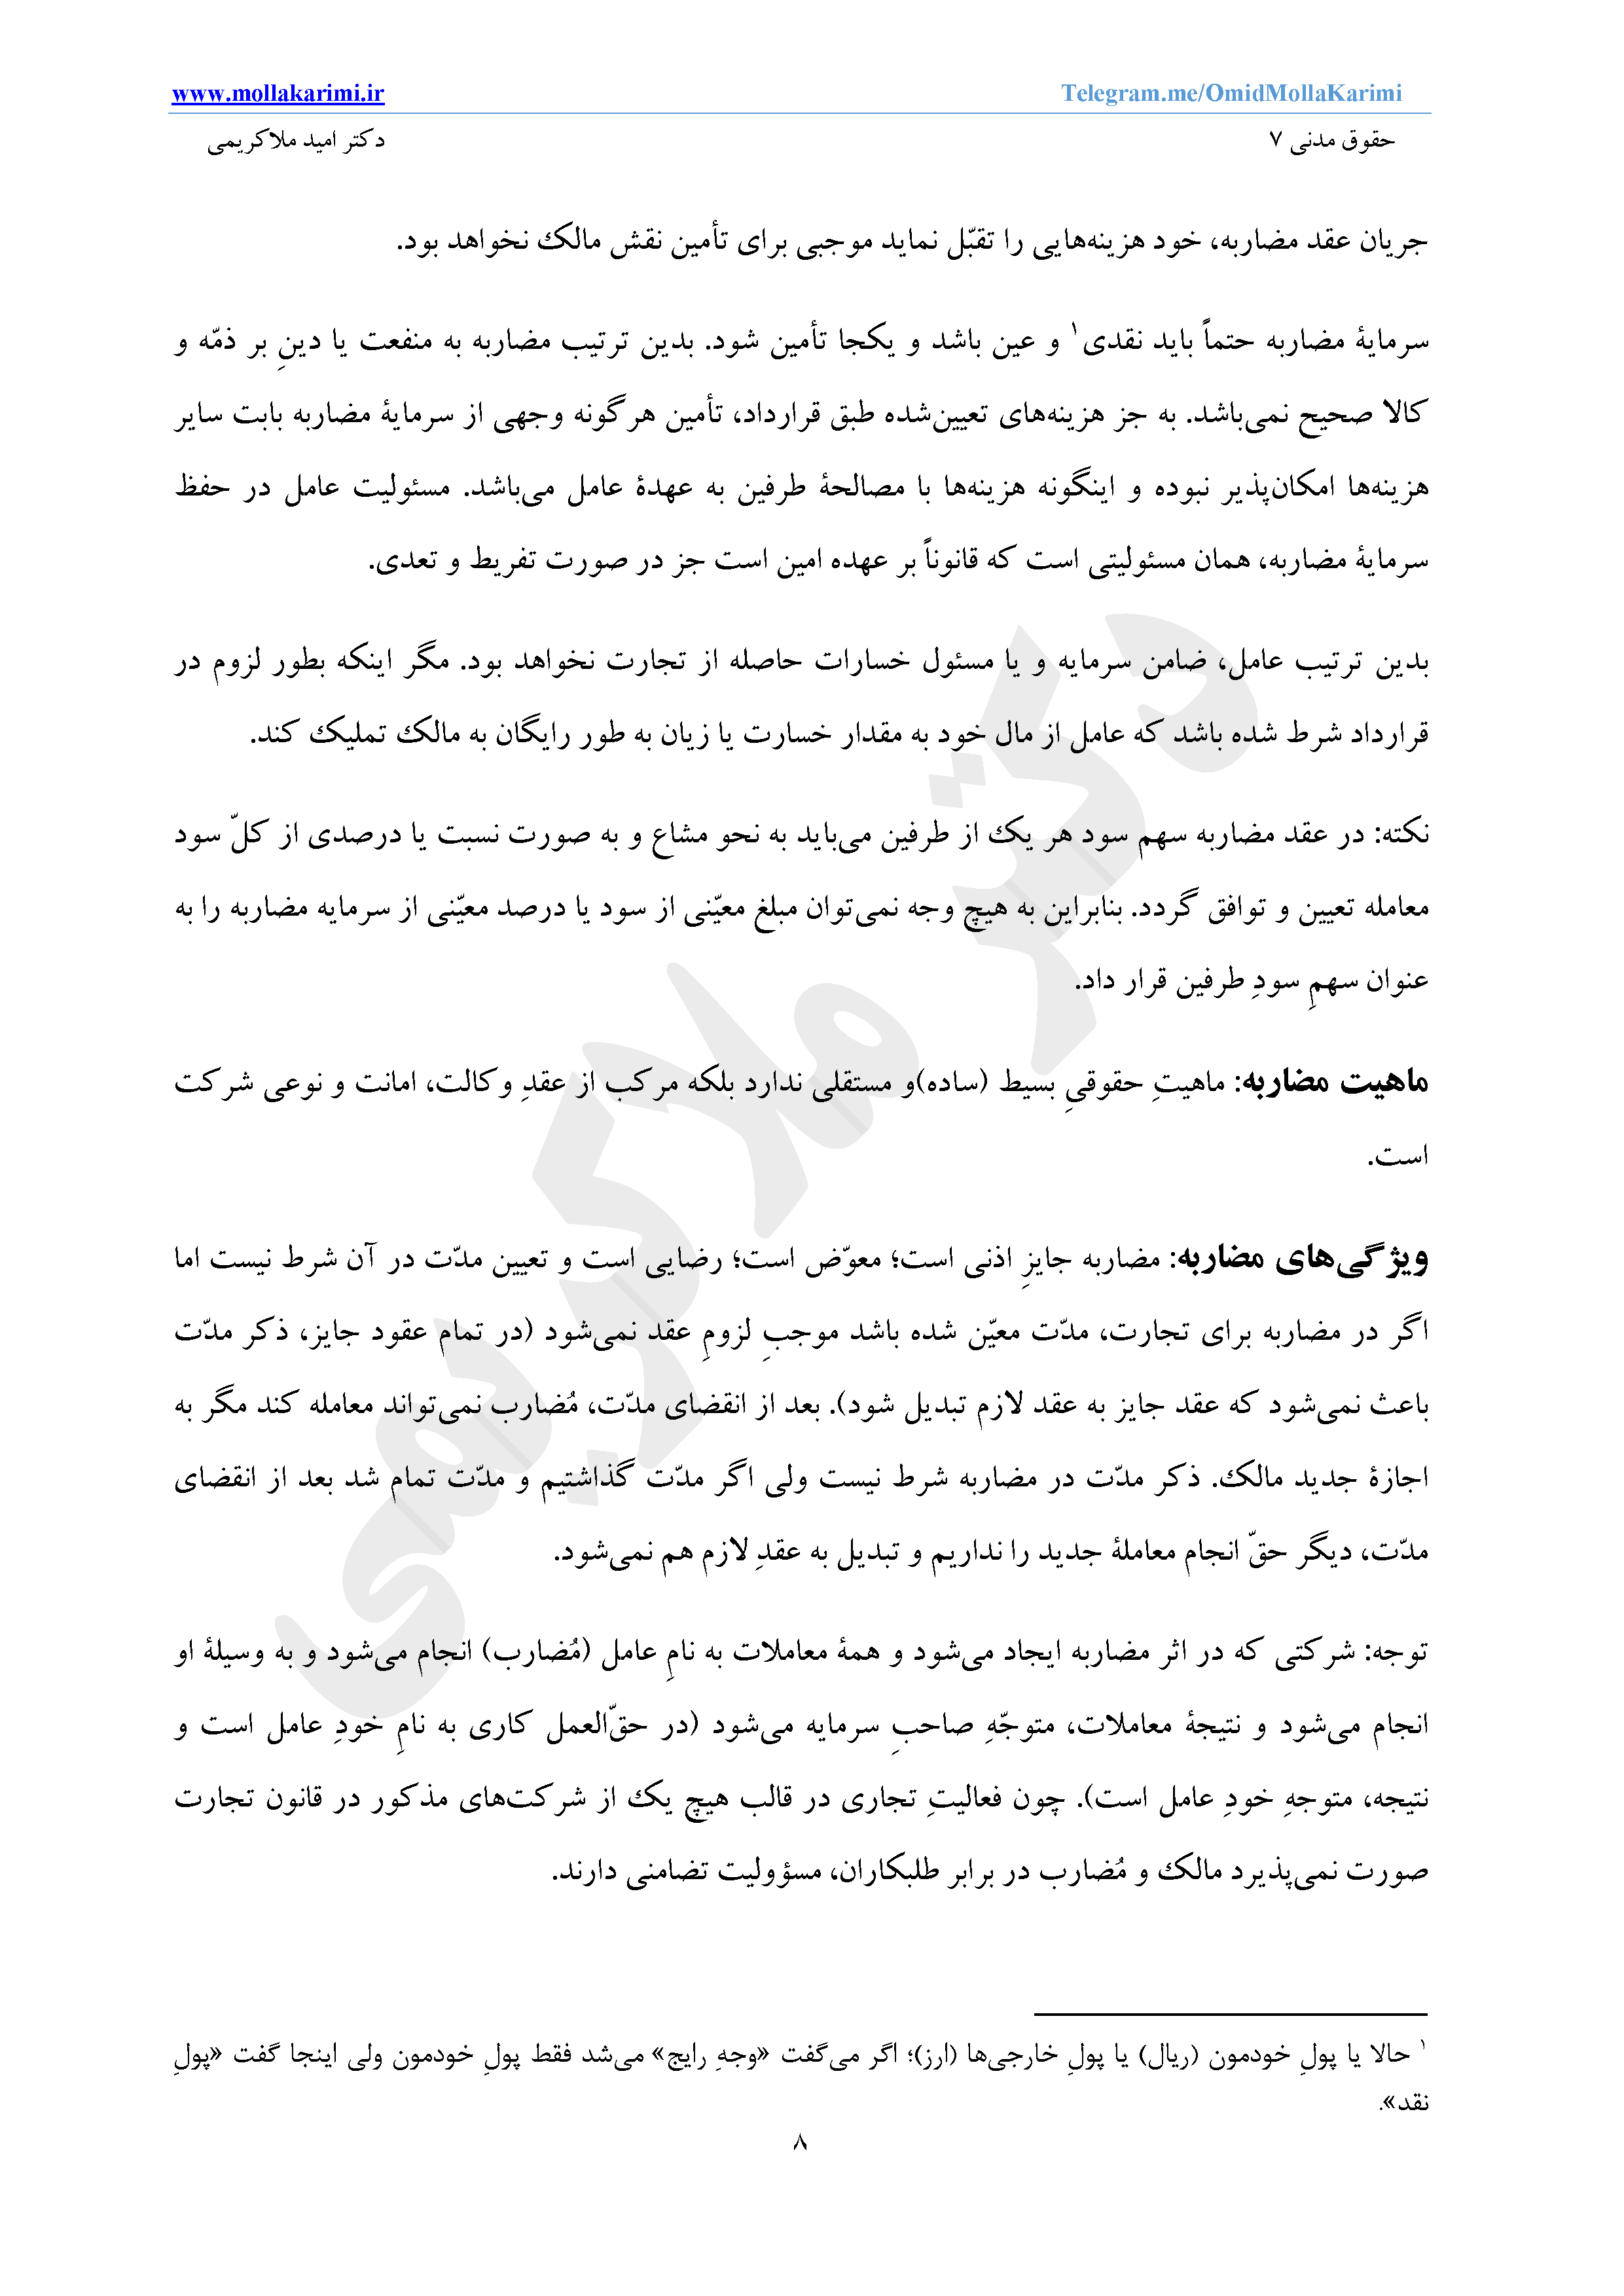 www.mollakarimi.ir Telegram.me/OmidMollaKarimi
حقوق مدنی ۷ دکتر امید ملاکریمی
جریان عقد مضاربه، خود هزینه‌هایی را تقبّل نماید موجبی برای تأمین نقش مالک نخواهد بود.
سرمایۀ مضاربه حتماً باید نقدی۱ و عین باشد و یکجا تأمین شود. بدین ترتیب مضاربه به منفعت یا دینِ بر ذمّه و
کالا صحیح نمی‌باشد. به جز هزینه‌های تعیین‌شده طبق قرارداد، تأمین هرگونه وجهی از سرمایۀ مضاربه بابت سایر
هزینه‌ها امکان‌پذیر نبوده و اینگونه هزینه‌ها با مصالحۀ طرفین به عهدۀ عامل می‌باشد. مسئولیت عامل در حفظ
سرمایۀ مضاربه، همان مسئولیتی است که قانوناً بر عهده امین است جز در صورت تفریط و تعدی.
بدین ترتیب عامل، ضامن سرمایه و یا مسئول خسارات حاصله از تجارت نخواهد بود. مگر اینکه بطور لزوم در
قرارداد شرط شده باشد که عامل از مال خود به مقدار خسارت یا زیان به طور رایگان به مالک تملیک کند.
نکته: در عقد مضاربه سهم سود هر یک از طرفین می‌باید به نحو مشاع و به صورت نسبت یا درصدی از کلّ سود
معامله تعیین و توافق گردد. بنابراین به هیچ وجه نمی‌توان مبلغ معیّنی از سود یا درصد معیّنی از سرمایه مضاربه را به
عنوان سهمِ سودِ طرفین قرار داد.
ماهیت مضاربه: ماهیتِ حقوقیِ بسیط (ساده)و مستقلی ندارد بلکه مرکب از عقدِ وکالت، امانت و نوعی شرکت
است.
ویژگی‌های مضاربه: مضاربه جایزِ اذنی است؛ معوّض است؛ رضایی است و تعیین مدّت در آن شرط نیست اما
اگر در مضاربه برای تجارت، مدّت معیّن شده باشد موجبِ لزومِ عقد نمی‌شود (در تمام عقود جایز، ذکر مدّت
باعث نمی‌شود که عقد جایز به عقد لازم تبدیل شود). بعد از انقضای مدّت، مُضارب نمی‌تواند معامله کند مگر به
اجازۀ جدید مالک. ذکر مدّت در مضاربه شرط نیست ولی اگر مدّت گذاشتیم و مدّت تمام شد بعد از انقضای
مدّت، دیگر حقّ انجام معاملۀ جدید را نداریم و تبدیل به عقدِ لازم هم نمی‌شود.
توجه: شرکتی که در اثر مضاربه ایجاد می‌شود و همۀ معاملات به نامِ عامل (مُضارب) انجام می‌شود و به وسیلۀ او
انجام می‌شود و نتیجۀ معاملات، متوجّهِ صاحبِ سرمایه می‌شود (در حقّ‌العمل کاری به نامِ خودِ عامل است و
نتیجه، متوجهِ خودِ عامل است). چون فعالیتِ تجاری در قالب هیچ یک از شرکت‌های مذکور در قانون تجارت
صورت نمی‌پذیرد مالک و مُضارب در برابر طلبکاران، مسؤولیت تضامنی دارند.
۱ حالا یا پولِ خودمون (ریال) یا پولِ خارجی‌ها (ارز)؛ اگر می‌گفت «وجهِ رایج» می‌شد فقط پولِ خودمون ولی اینجا گفت «پولِ
نقد».
۸
دکتر ملاکریمی